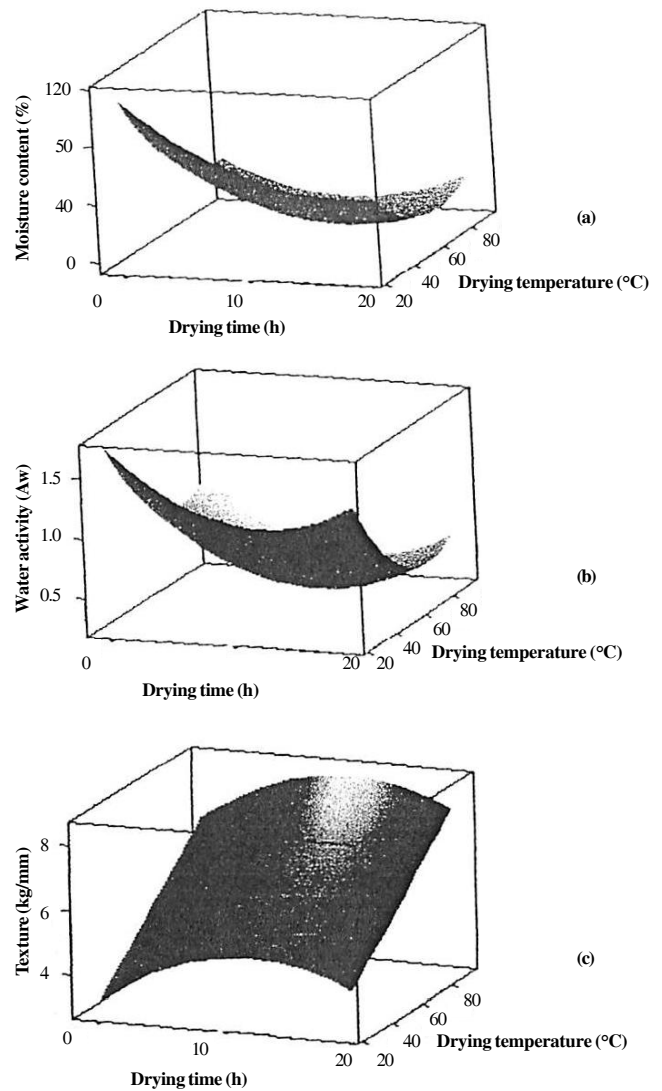 120
50
40
0
Moisture content (%)
0
10
20
20
40
60
80
Drying time (h)
Drying temperature (°C)
(a)
1.5
1.0
0.5
Water activity (Aw)
0
20
20
40
60
80
Drying time (h)
Drying temperature (°C)
(b)
8
6
4
Texture (kg/mm)
0
10
20
20
40
60
80
Drying time (h)
Drying temperature (°C)
(c)